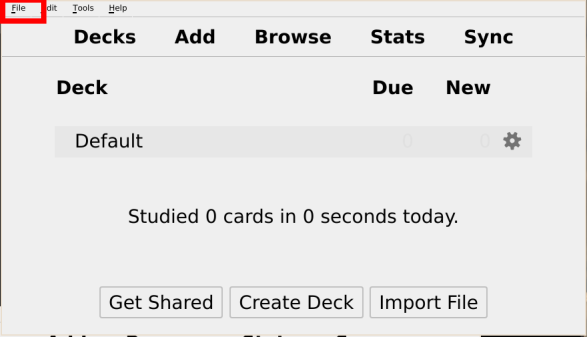 File Edit Tools Help
Decks Add Browse Stats Sync
Deck Due New
Default 0 0
Studied 0 cards in 0 seconds today.
Get Shared Create Deck Import File